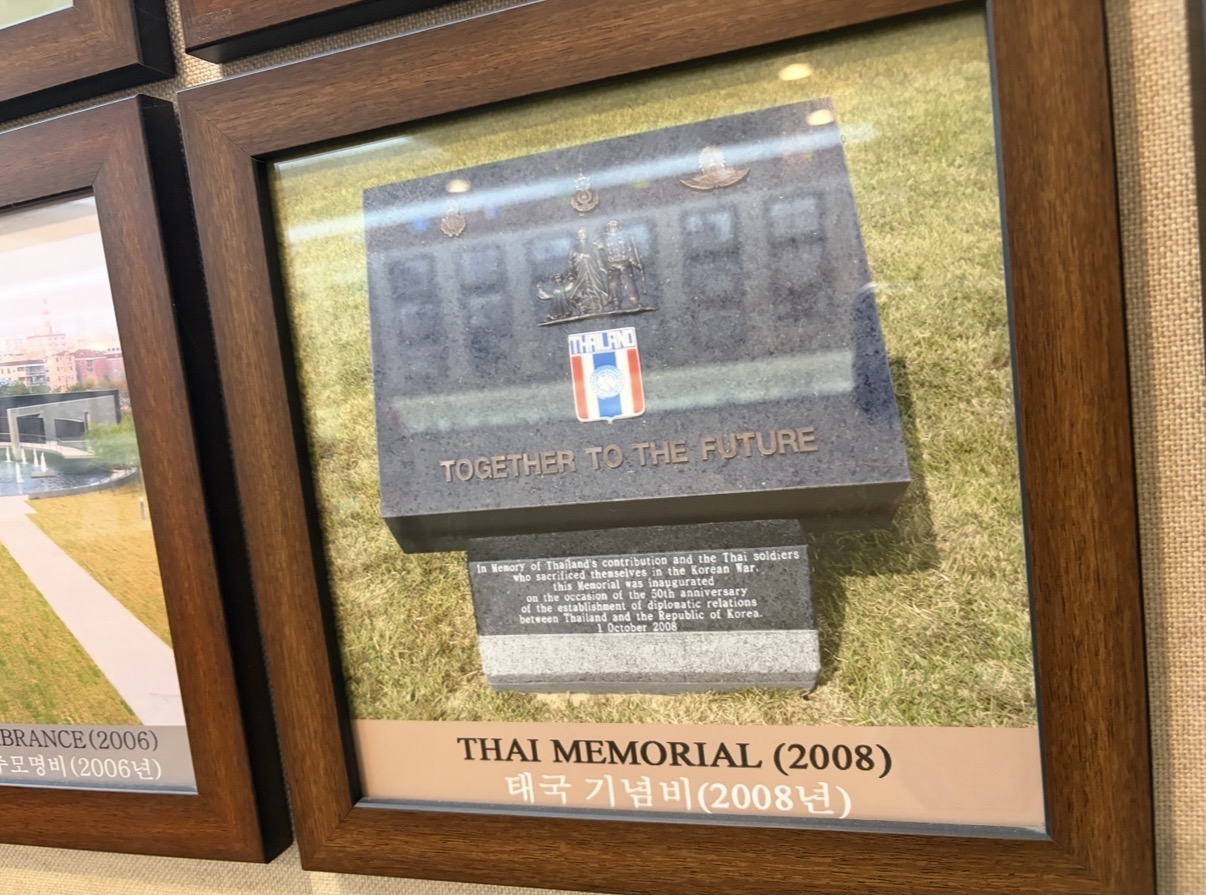 THAILAND
TOGETHER TO THE FUTURE
In Memory of Thailand's contribution and the Thai soldiers
who sacrificed themselves in the Korean War,
this Memorial was inaugurated
on the occasion of the 50th anniversary
of the establishment of diplomatic relations
between Thailand and the Republic of Korea.
1 October 2008
THAI MEMORIAL (2008)
태국 기념비(2008년)
BRANCE(2006)
모명비(2006년)